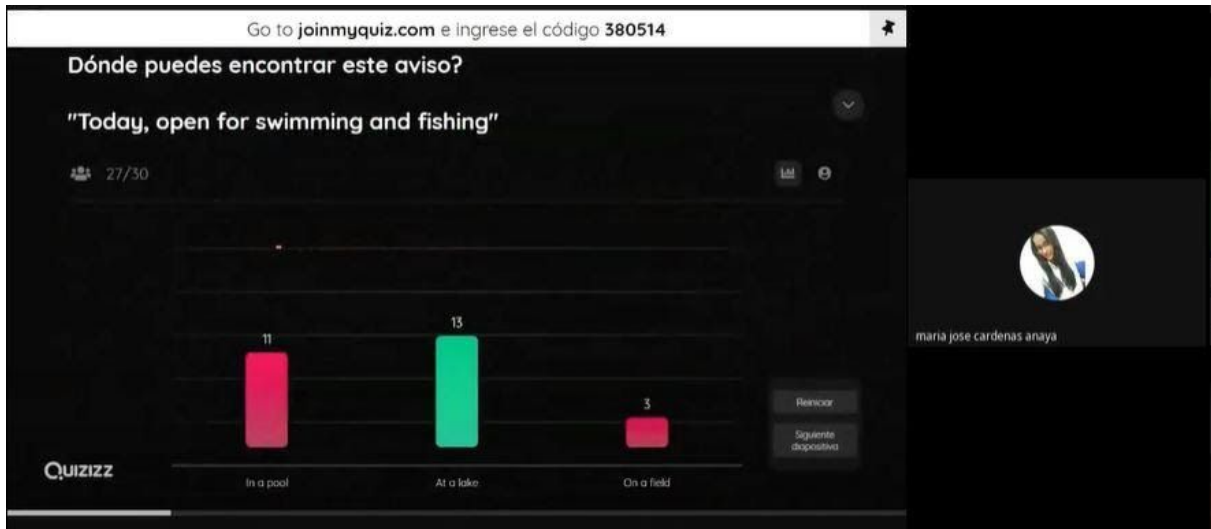 Go to joinmyquiz.com e ingrese el código 380514
Dónde puedes encontrar este aviso?
"Today, open for swimming and fishing"
27/30
11
13
3
In a pool
At a lake
On a field
Reiniciar
Siguiente
diapositiva
Quizizz
maria jose cardenas anaya